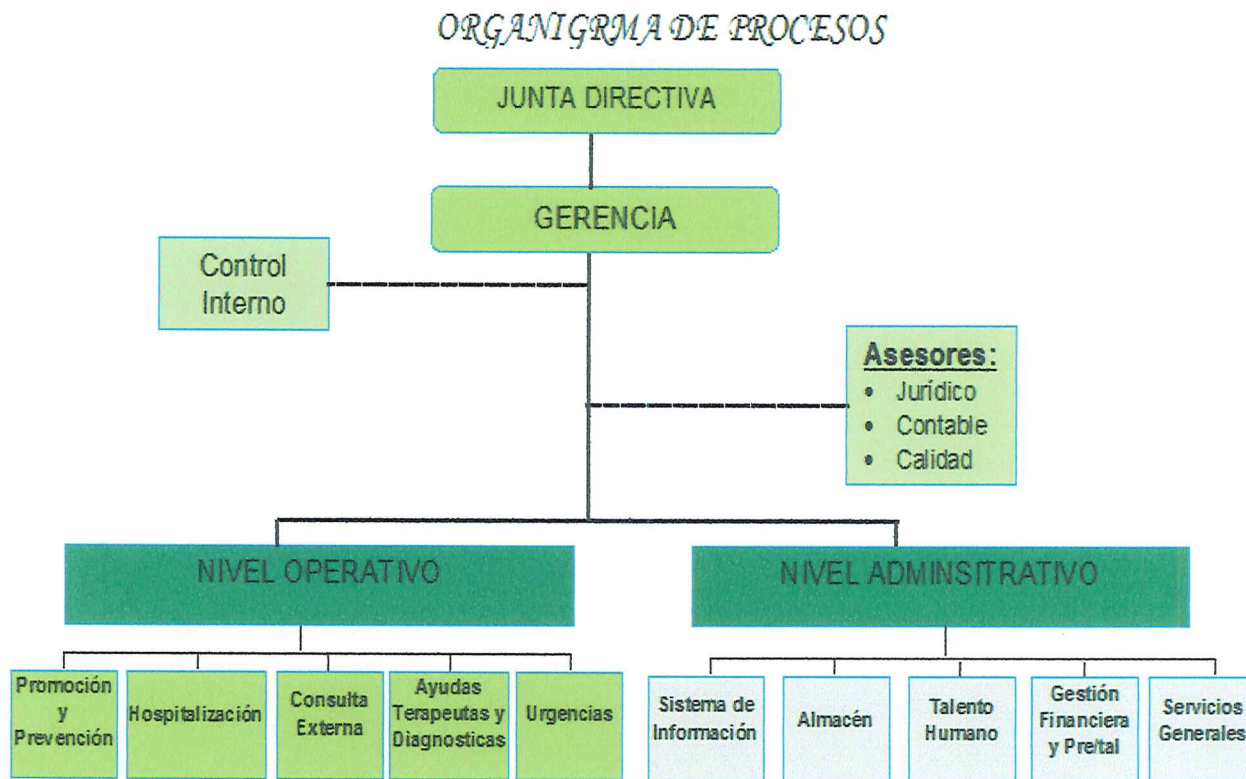 ORGANIGRMA DE PROCESOS
JUNTA DIRECTIVA
GERENCIA
Control
Interno
Asesores:
• Jurídico
• Contable
• Calidad
NIVEL OPERATIVO
NIVEL ADMINSITRATIVO
Promoción
y
Prevención
Hospitalización
Consulta
Externa
Ayudas
Terapeutas y
Diagnosticas
Urgencias
Sistema de
Información
Almacén
Talento
Humano
Gestión
Financiera
y Pre/tal
Servicios
Generales